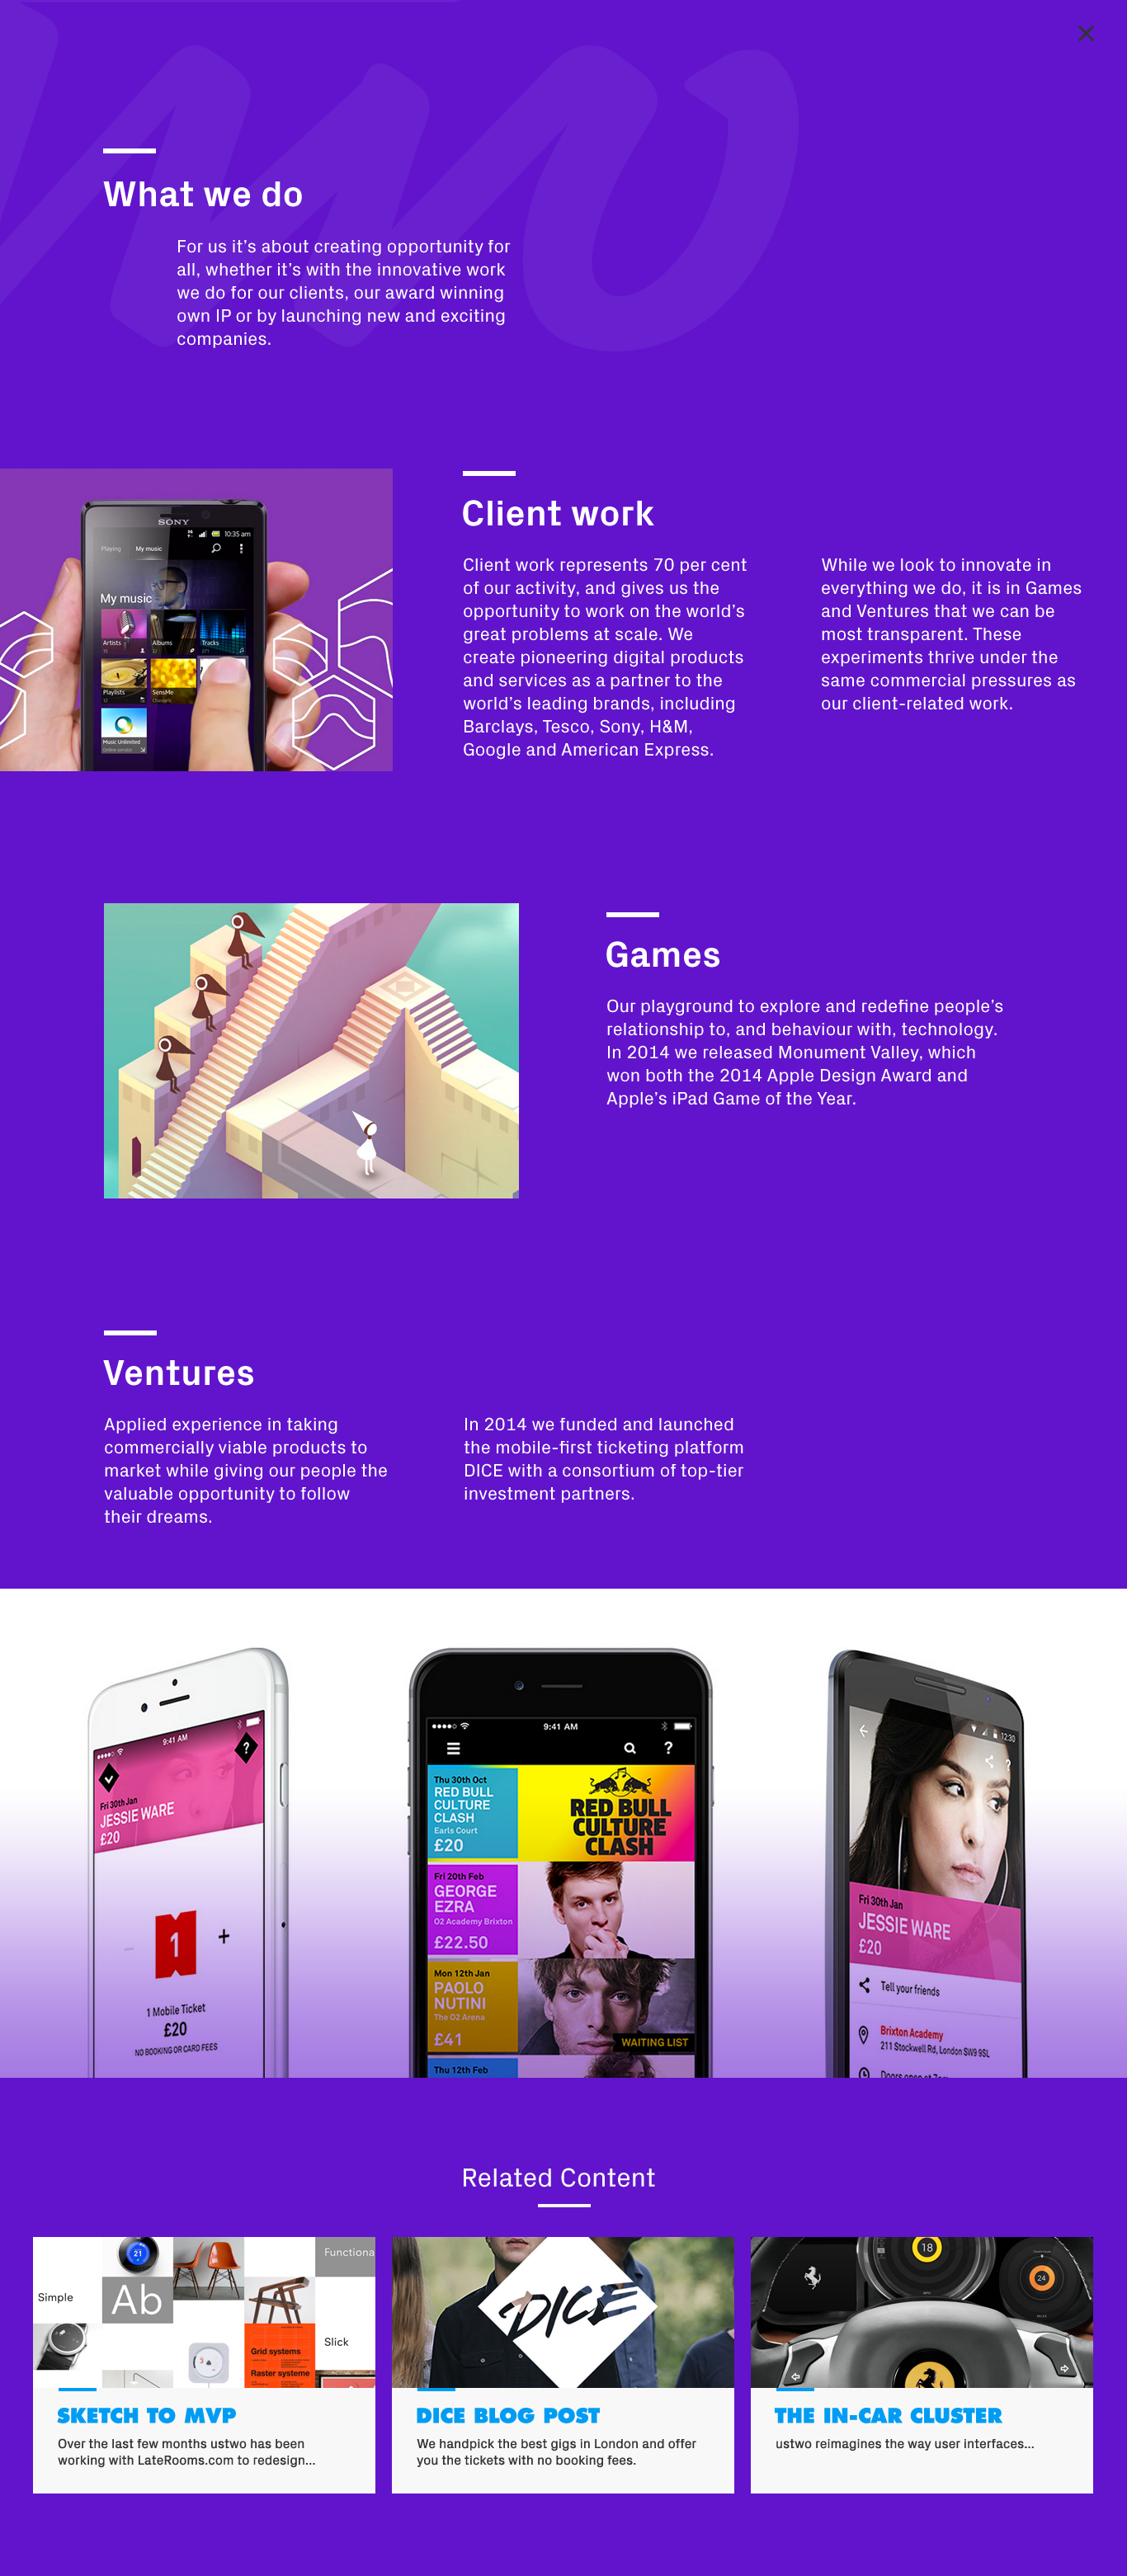 What we do
For us it’s about creating opportunity for
all, whether it’s with the innovative work
we do for our clients, our award winning
own IP or by launching new and exciting
companies.
SONY
10:35 am
Playing My music
My music
Artists
Albums
Tracks
Playlists
SensMe
Channels
Music Unlimited
Online service
Client work
Client work represents 70 per cent
of our activity, and gives us the
opportunity to work on the world’s
great problems at scale. We
create pioneering digital products
and services as a partner to the
world’s leading brands, including
Barclays, Tesco, Sony, H&M,
Google and American Express.
While we look to innovate in
everything we do, it is in Games
and Ventures that we can be
most transparent. These
experiments thrive under the
same commercial pressures as
our client-related work.
Games
Our playground to explore and redefine people’s
relationship to, and behaviour with, technology.
In 2014 we released Monument Valley, which
won both the 2014 Apple Design Award and
Apple’s iPad Game of the Year.
Ventures
Applied experience in taking
commercially viable products to
market while giving our people the
valuable opportunity to follow
their dreams.
In 2014 we funded and launched
the mobile-first ticketing platform
DICE with a consortium of top-tier
investment partners.
9:41 AM
?
Fri 30th Jan
JESSIE WARE
£20
1
+
1 Mobile Ticket
£20
NO BOOKING OR CARD FEES
9:41 AM
?
Thu 30th Oct
RED BULL
CULTURE
CLASH
Earls Court
£20
RED BULL
CULTURE
CLASH
Fri 20th Feb
GEORGE
EZRA
O2 Academy Brixton
£22.50
Mon 12th Jan
PAOLO
NUTINI
The O2 Arena
£41
WAITING LIST
Thu 12th Feb
12:30
?
Fri 30th Jan
JESSIE WARE
£20
Tell your friends
Brixton Academy
211 Stockwell Rd, London SW9 9SL
Doors open at 7pm
Related Content
Simple
21
Ab
Functiona
3
Grid systems
Raster systeme
Slick
SKETCH TO MVP
Over the last few months ustwo has been
working with LateRooms.com to redesign...
DICE
DICE BLOG POST
We handpick the best gigs in London and offer
you the tickets with no booking fees.
18
24
THE IN-CAR CLUSTER
ustwo reimagines the way user interfaces...